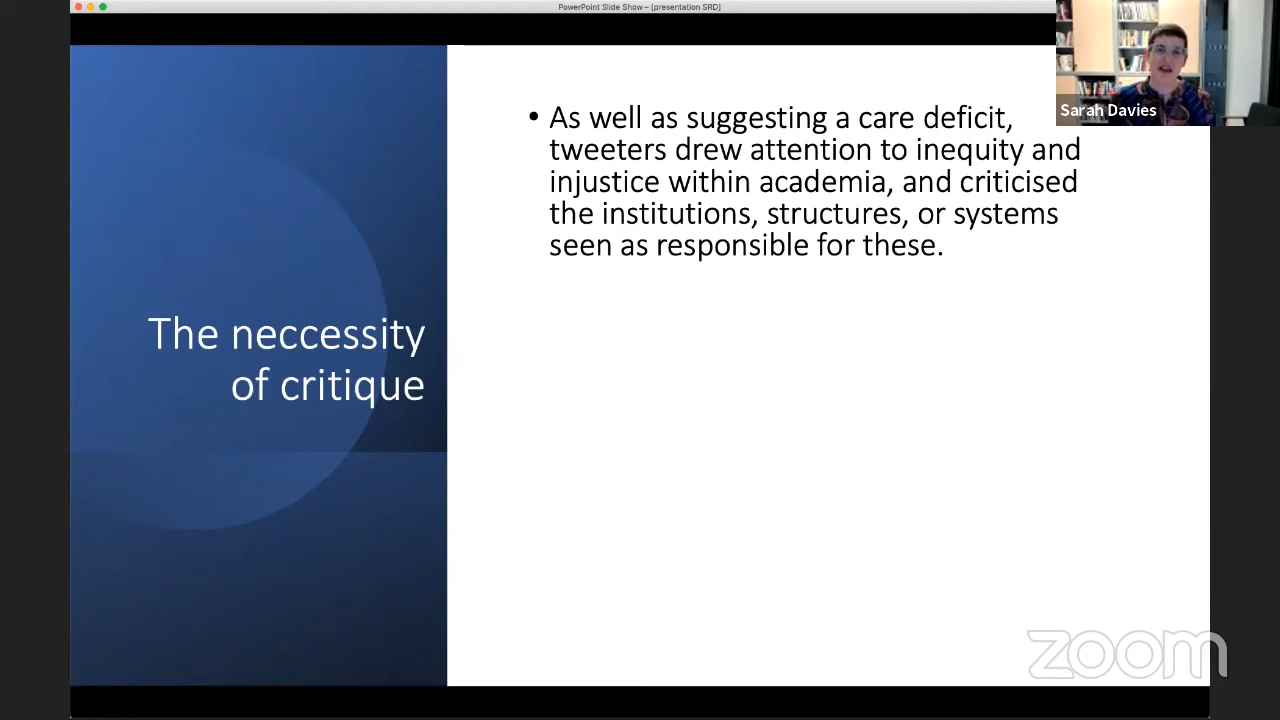 PowerPoint Slide Show – [presentation SRD]
Sarah Davies
The neccessity
of critique
• As well as suggesting a care deficit,
tweeters drew attention to inequity and
injustice within academia, and criticised
the institutions, structures, or systems
seen as responsible for these.
zoom